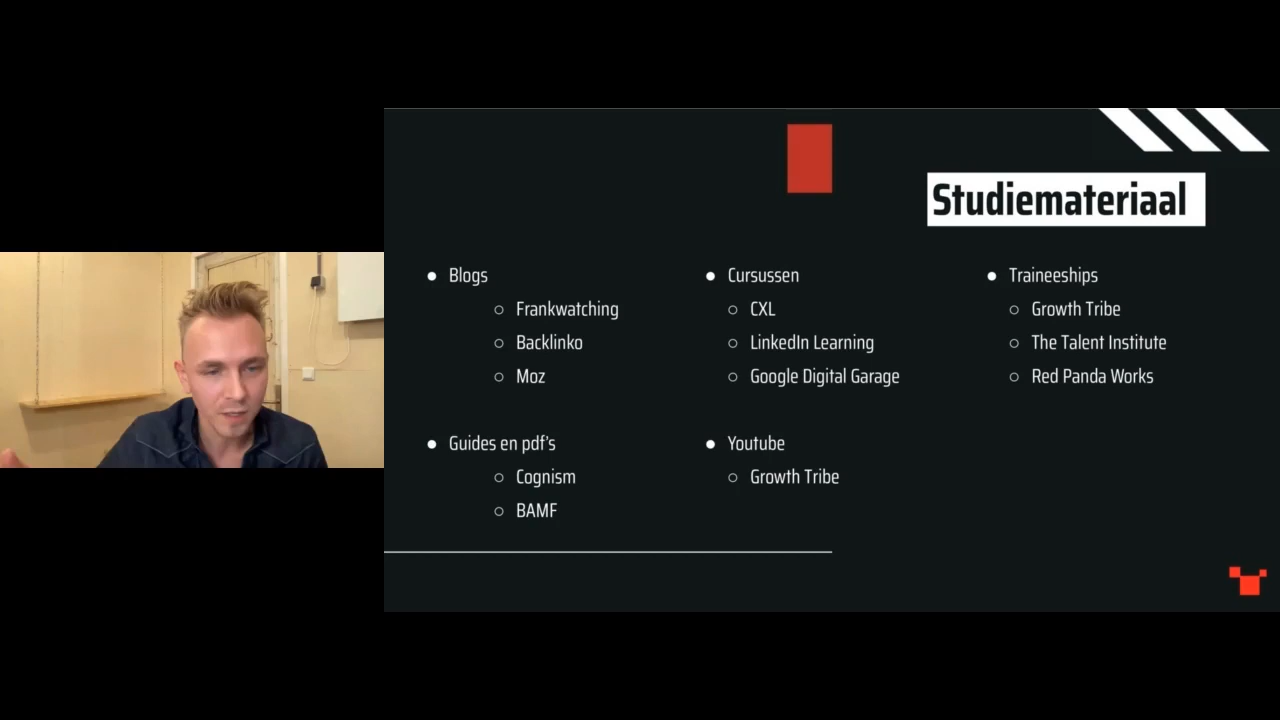 Studiemateriaal
Blogs
Frankwatching
Backlinko
Moz
Guides en pdf's
Cognism
BAMF
Cursussen
CXL
LinkedIn Learning
Google Digital Garage
Youtube
Growth Tribe
Traineeships
Growth Tribe
The Talent Institute
Red Panda Works